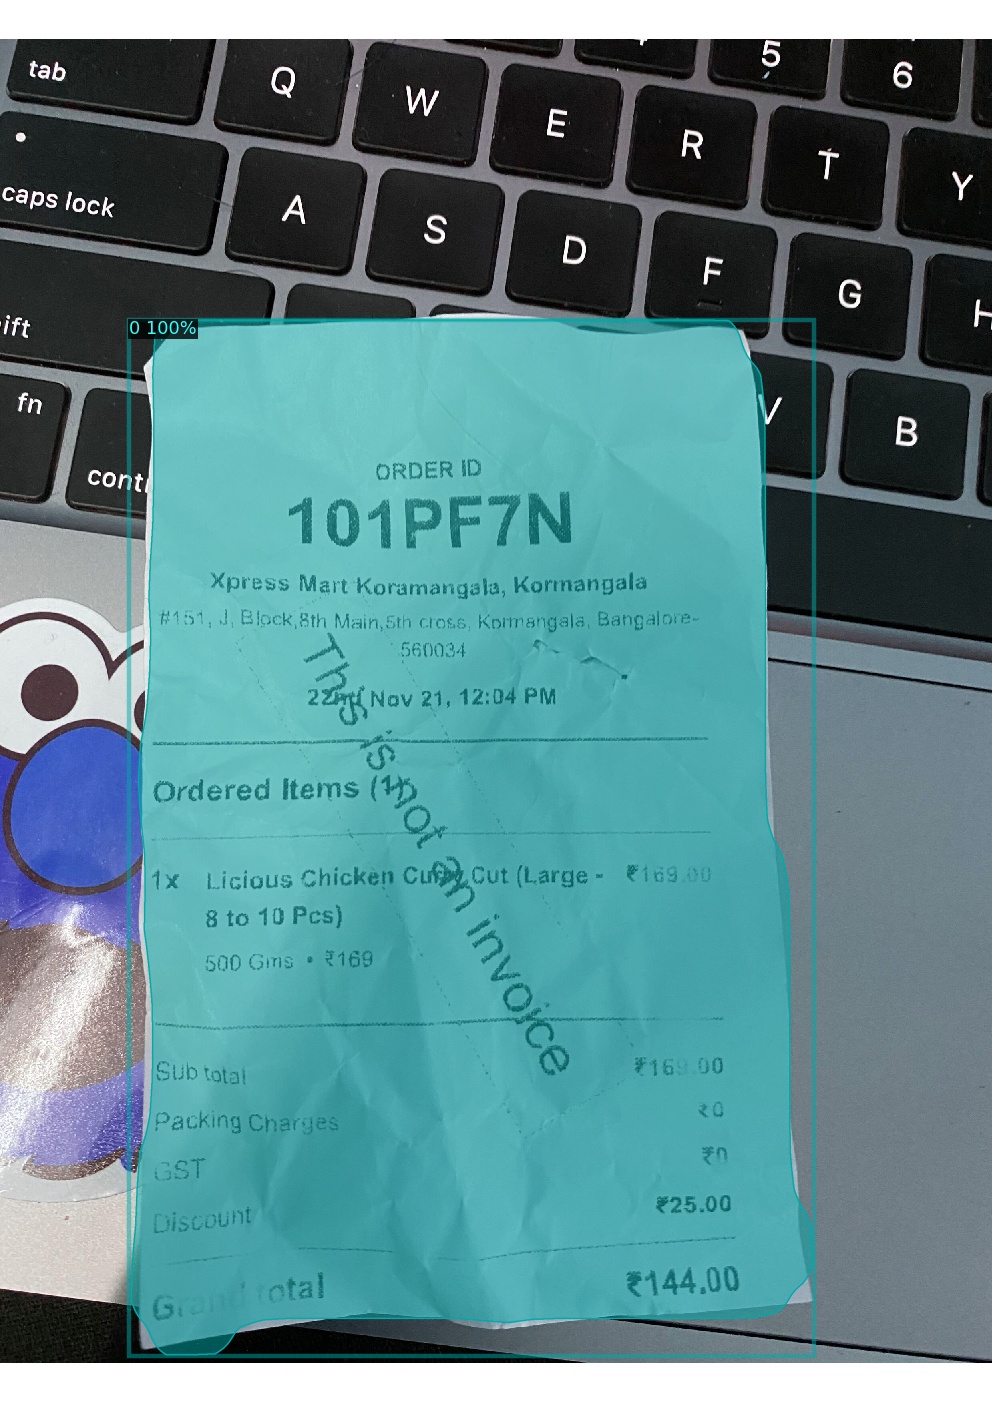 5
6
tab
Q
W
E
R
T
Y
caps lock
A
S
D
F
G
H
ift
fn
V
B
cont
0 100%
ORDER ID
101PF7N
Xpress Mart Koramangala, Kormangala
#151, J, Block,8th Main,5th cross, Kormangala, Bangalore-
560034
22nd Nov 21, 12:04 PM
This is not an invoice
Ordered Items (1)
1x Licious Chicken Curry Cut (Large - ₹169.00
8 to 10 Pcs)
500 Gms • ₹169
Sub total ₹169.00
Packing Charges ₹0
GST ₹0
Discount ₹25.00
Grand total ₹144.00